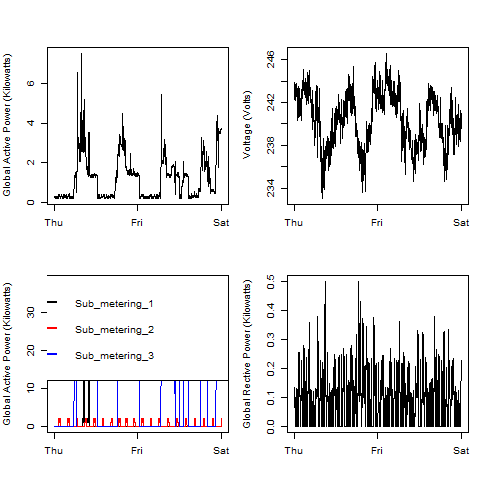 Global Active Power (Kilowatts)
0 2 4 6
Thu Fri Sat
Voltage (Volts)
234 238 242 246
Thu Fri Sat
Global Active Power (Kilowatts)
0 10 20 30
Sub_metering_1
Sub_metering_2
Sub_metering_3
Thu Fri Sat
Global Rective Power (Kilowatts)
0.0 0.1 0.2 0.3 0.4 0.5
Thu Fri Sat